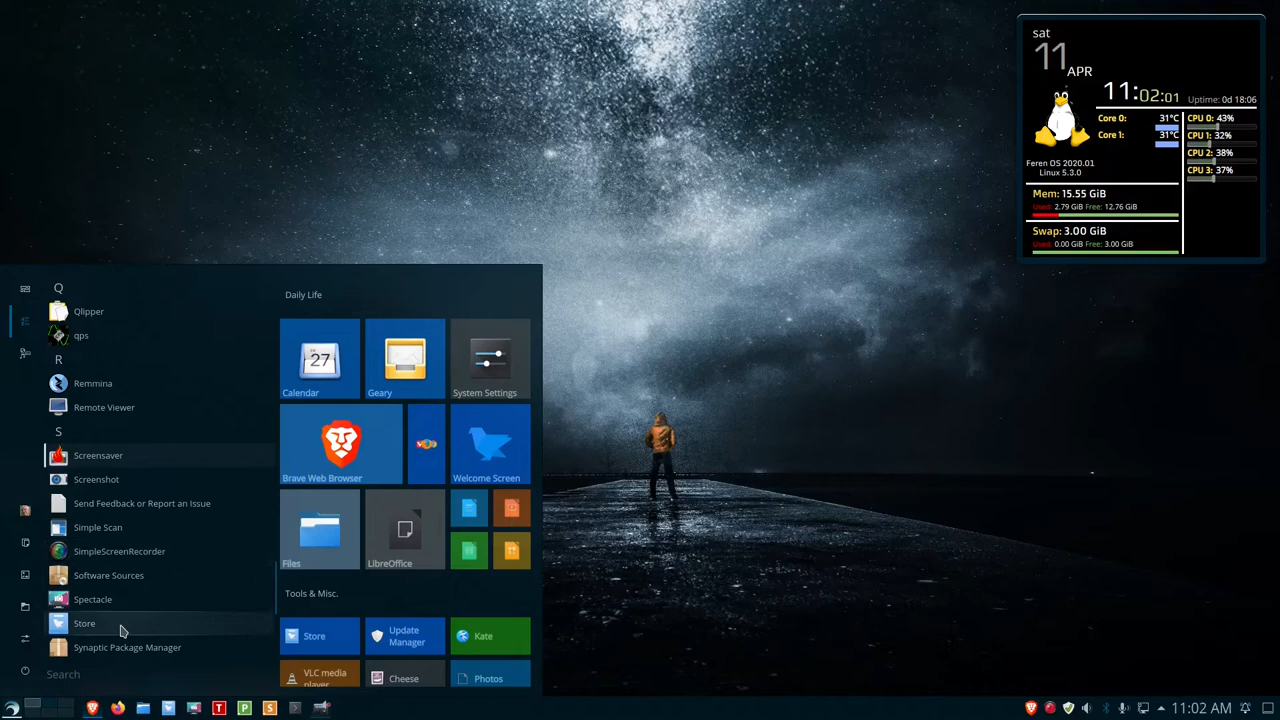 sat
11
APR
11:02:01
Uptime: 0d 18:06
Core 0: 31°C
Core 1: 31°C
CPU 0: 43%
CPU 1: 32%
CPU 2: 38%
CPU 3: 37%
Feren OS 2020.01
Linux 5.3.0
Mem: 15.55 GiB
Used: 2.79 GiB Free: 12.76 GiB
Swap: 3.00 GiB
Used: 0.00 GiB Free: 3.00 GiB
Q
Qlipper
qps
R
Remmina
Remote Viewer
S
Screensaver
Screenshot
Send Feedback or Report an Issue
Simple Scan
SimpleScreenRecorder
Software Sources
Spectacle
Store
Synaptic Package Manager
Search
Daily Life
27
Calendar
Geary
System Settings
Brave Web Browser
Welcome Screen
Files
LibreOffice
Tools & Misc.
Store
Update
Manager
Kate
VLC media
player
Cheese
Photos
T
P
S
11:02 AM